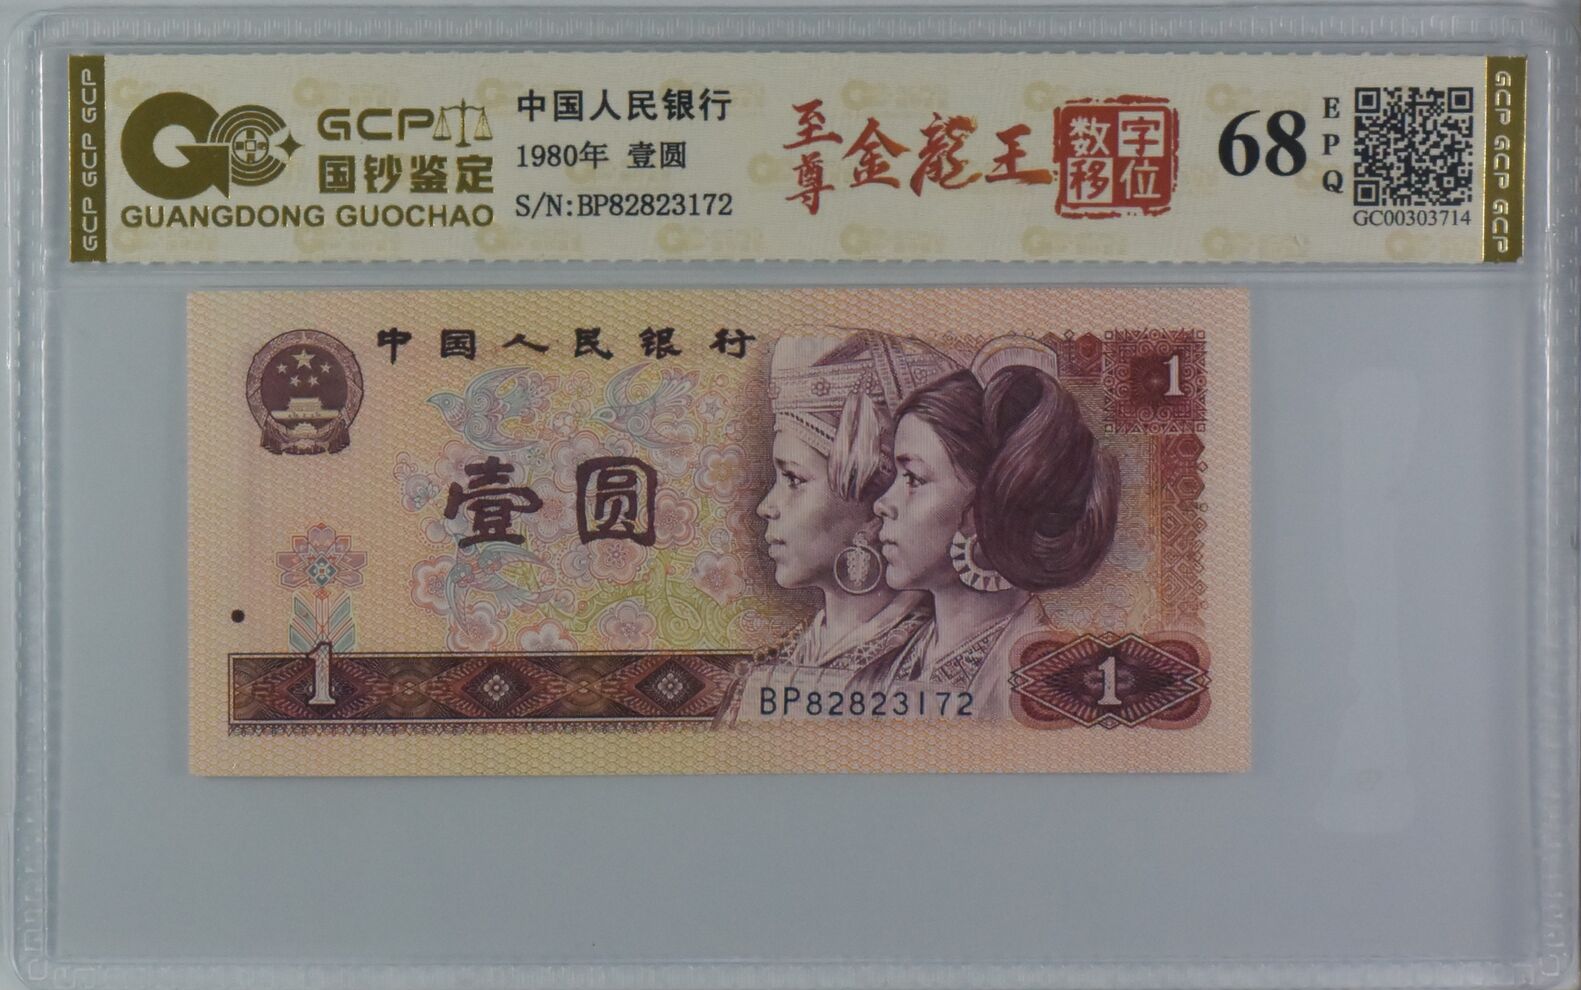 GCP GCP GCP
GCP
国钞鉴定
GUANGDONG GUOCHAO
中国人民银行
1980年 壹圆
S/N:BP82823172
至尊
金龍王
数字
移位
68
EPQ
GC00303714
GCP GCP GCP
中国人民银行
1
壹圆
1
1
BP82823172